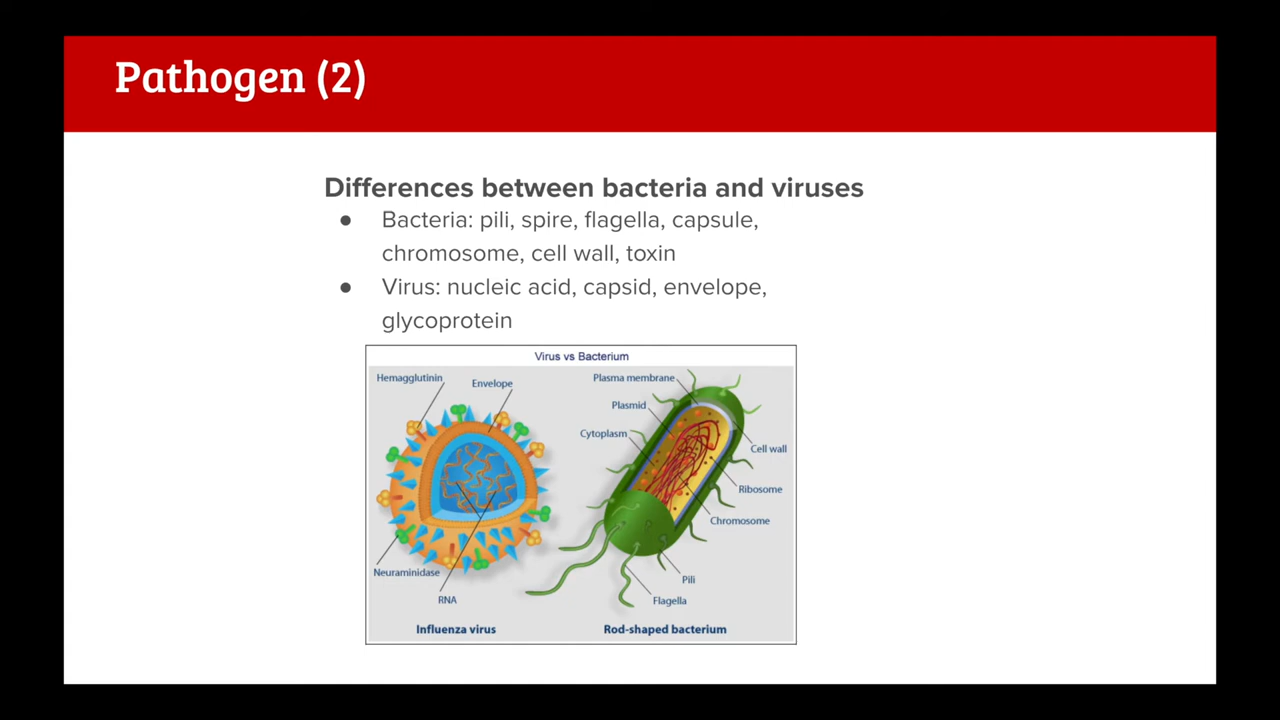 Pathogen (2)
Differences between bacteria and viruses
● Bacteria: pili, spire, flagella, capsule,
chromosome, cell wall, toxin
● Virus: nucleic acid, capsid, envelope,
glycoprotein
Virus vs Bacterium
Hemagglutinin
Envelope
Neuraminidase
RNA
Influenza virus
Plasma membrane
Plasmid
Cytoplasm
Cell wall
Ribosome
Chromosome
Pili
Flagella
Rod-shaped bacterium